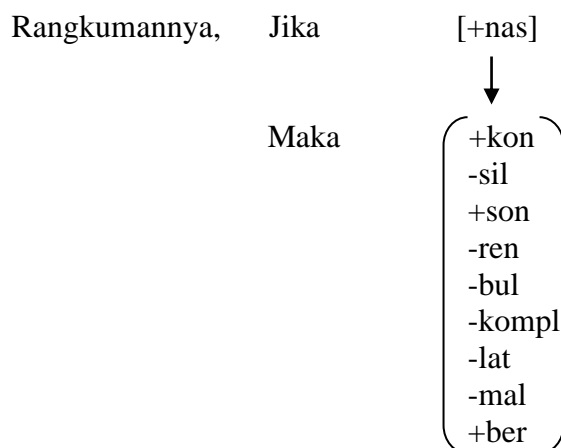 Rangkumannya, Jika [+nas]
Maka +kon
-sil
+son
-ren
-bul
-kompl
-lat
-mal
+ber